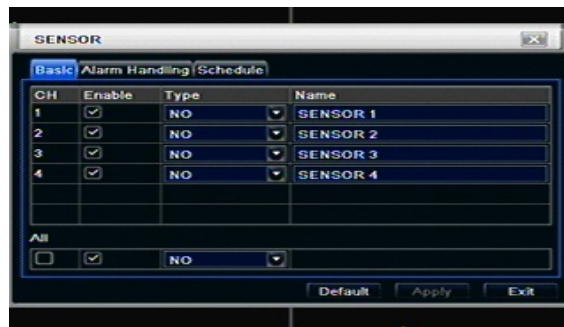 SENSOR
Basic Alarm Handling Schedule
CH Enable Type Name
1 NO SENSOR 1
2 NO SENSOR 2
3 NO SENSOR 3
4 NO SENSOR 4
All
NO
Default Apply Exit